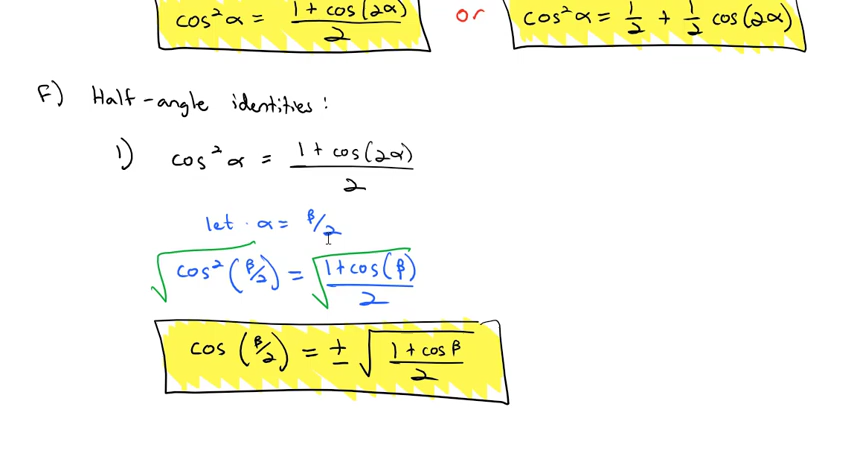 cos²α = (1 + cos(2α))/2 or cos²α = 1/2 + 1/2 cos(2α)
F) Half-angle identities:
1) cos²α = (1 + cos(2α))/2
let α = β/2
√cos²(β/2) = √((1+cos(β))/2)
cos(β/2) = ± √((1 + cosβ)/2)